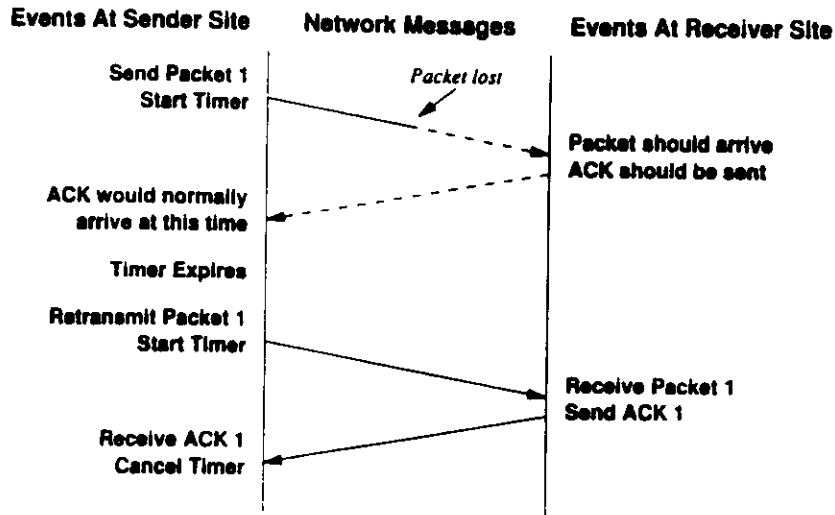 Events At Sender Site
Network Messages
Events At Receiver Site
Send Packet 1
Start Timer
Packet lost
Packet should arrive
ACK should be sent
ACK would normally
arrive at this time
Timer Expires
Retransmit Packet 1
Start Timer
Receive Packet 1
Send ACK 1
Receive ACK 1
Cancel Timer